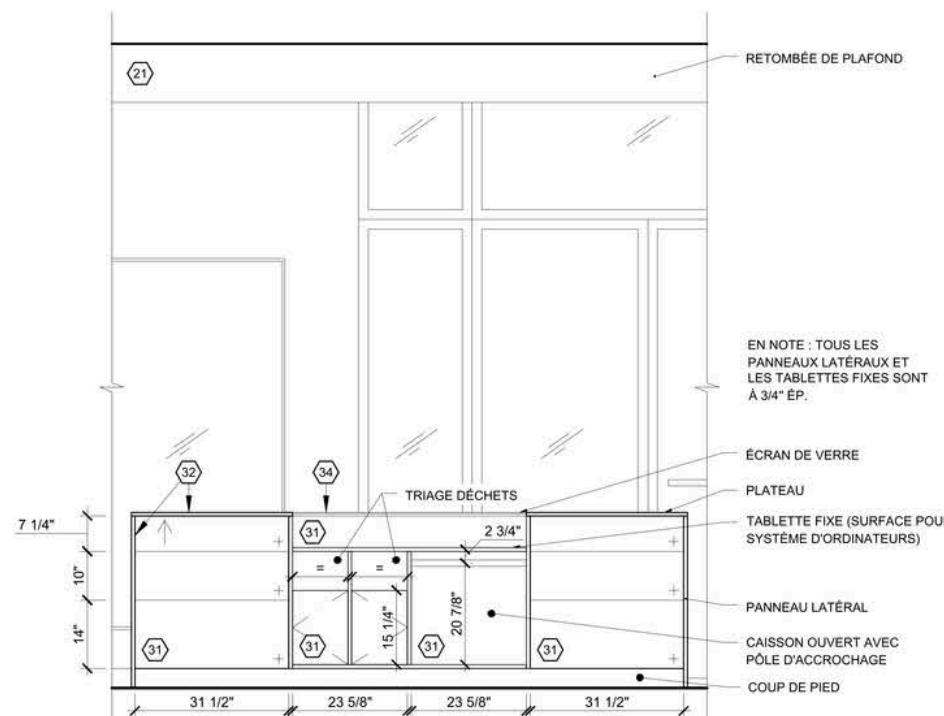 21
RETOMBÉE DE PLAFOND
EN NOTE : TOUS LES
PANNEAUX LATÉRAUX ET
LES TABLETTES FIXES SONT
À 3/4" ÉP.
ÉCRAN DE VERRE
32
34
TRIAGE DÉCHETS
PLATEAU
7 1/4"
31
2 3/4"
TABLETTE FIXE (SURFACE POU
SYSTÈME D'ORDINATEURS)
10"
=
=
14"
15 1/4"
20 7/8"
PANNEAU LATÉRAL
31
31
31
31
CAISSON OUVERT AVEC
PÔLE D'ACCROCHAGE
COUP DE PIED
31 1/2"
23 5/8"
23 5/8"
31 1/2"